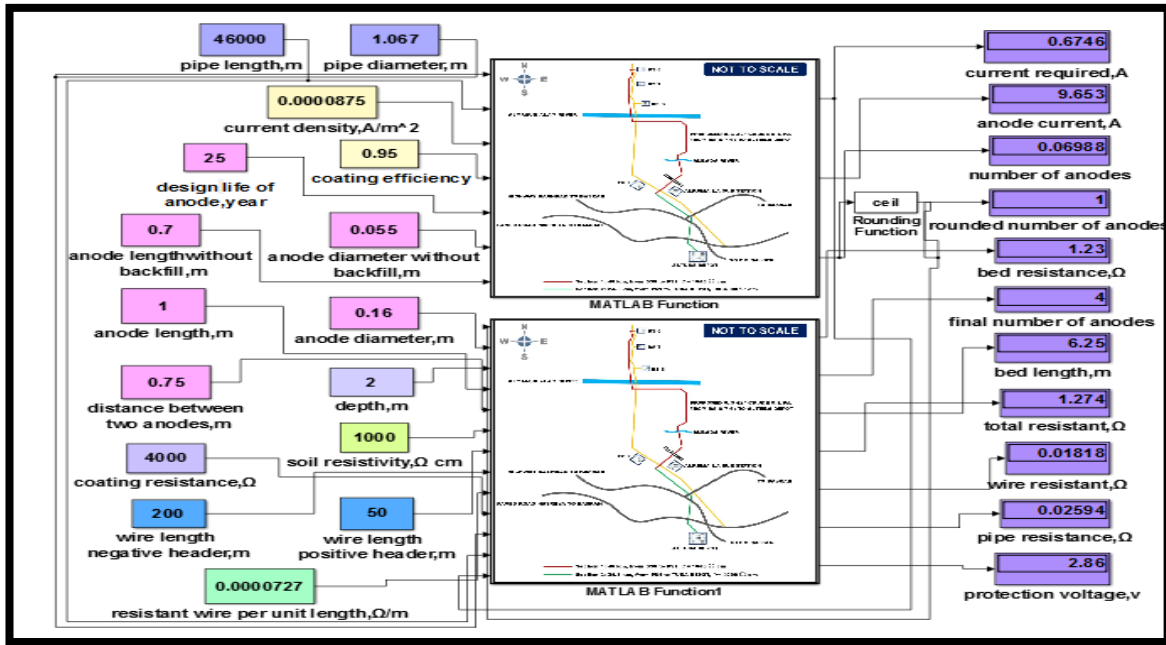 46000
pipe length,m
1.067
pipe diameter,m
0.0000875
current density,A/m^2
25
design life of
anode,year
0.95
coating efficiency
0.7
anode lengthwithout
backfill,m
0.055
anode diameter without
backfill,m
1
anode length,m
0.16
anode diameter,m
0.75
distance between
two anodes,m
2
depth,m
1000
soil resistivity,Ω cm
4000
coating resistance,Ω
200
wire length
negative header,m
50
wire length
positive header,m
0.0000727
resistant wire per unit length,Ω/m
N
W
E
S
NOT TO SCALE
MATLAB Function
N
W
E
S
NOT TO SCALE
MATLAB Function1
ceil
Rounding
Function
0.6746
current required,A
9.653
anode current,A
0.06988
number of anodes
1
rounded number of anodes
1.23
bed resistance,Ω
4
final number of anodes
6.25
bed length,m
1.274
total resistant,Ω
0.01818
wire resistant,Ω
0.02594
pipe resistance,Ω
2.86
protection voltage,v